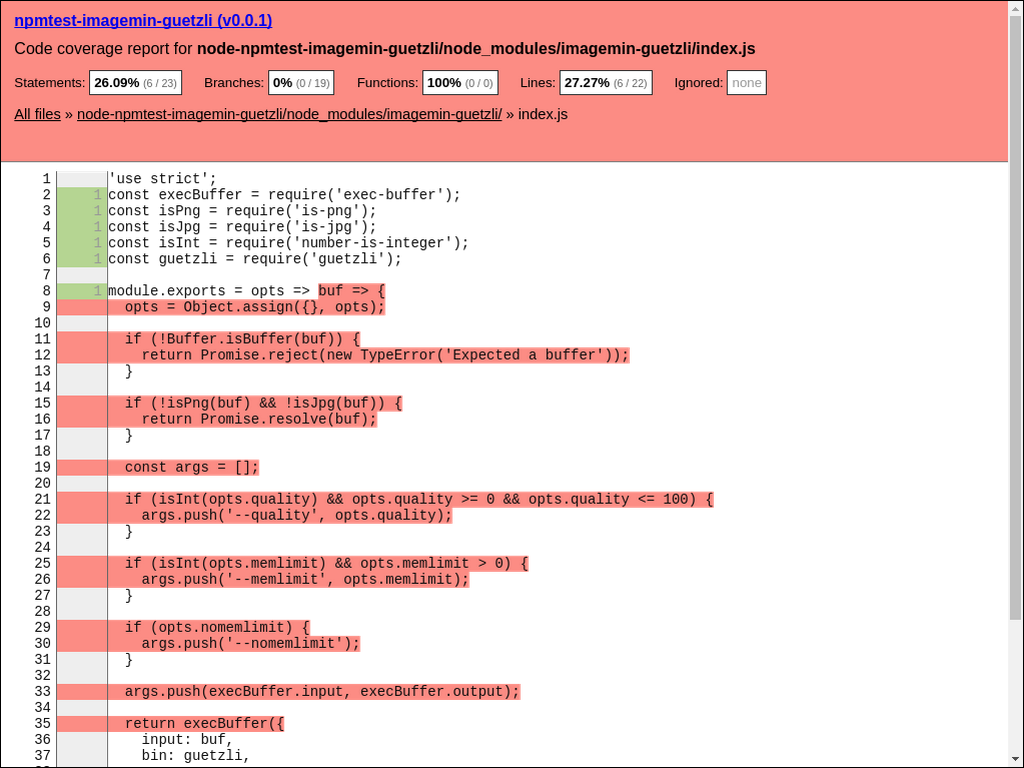 npmtest-imagemin-guetzli (v0.0.1)
Code coverage report for node-npmtest-imagemin-guetzli/node_modules/imagemin-guetzli/index.js
Statements: 26.09% (6 / 23) Branches: 0% (0 / 19) Functions: 100% (0 / 0) Lines: 27.27% (6 / 22) Ignored: none
All files » node-npmtest-imagemin-guetzli/node_modules/imagemin-guetzli/ » index.js
1 'use strict';
2 1 const execBuffer = require('exec-buffer');
3 1 const isPng = require('is-png');
4 1 const isJpg = require('is-jpg');
5 1 const isInt = require('number-is-integer');
6 1 const guetzli = require('guetzli');
7
8 1 module.exports = opts => buf => {
9 opts = Object.assign({}, opts);
10
11 if (!Buffer.isBuffer(buf)) {
12 return Promise.reject(new TypeError('Expected a buffer'));
13 }
14
15 if (!isPng(buf) && !isJpg(buf)) {
16 return Promise.resolve(buf);
17 }
18
19 const args = [];
20
21 if (isInt(opts.quality) && opts.quality >= 0 && opts.quality <= 100) {
22 args.push('--quality', opts.quality);
23 }
24
25 if (isInt(opts.memlimit) && opts.memlimit > 0) {
26 args.push('--memlimit', opts.memlimit);
27 }
28
29 if (opts.nomemlimit) {
30 args.push('--nomemlimit');
31 }
32
33 args.push(execBuffer.input, execBuffer.output);
34
35 return execBuffer({
36 input: buf,
37 bin: guetzli,